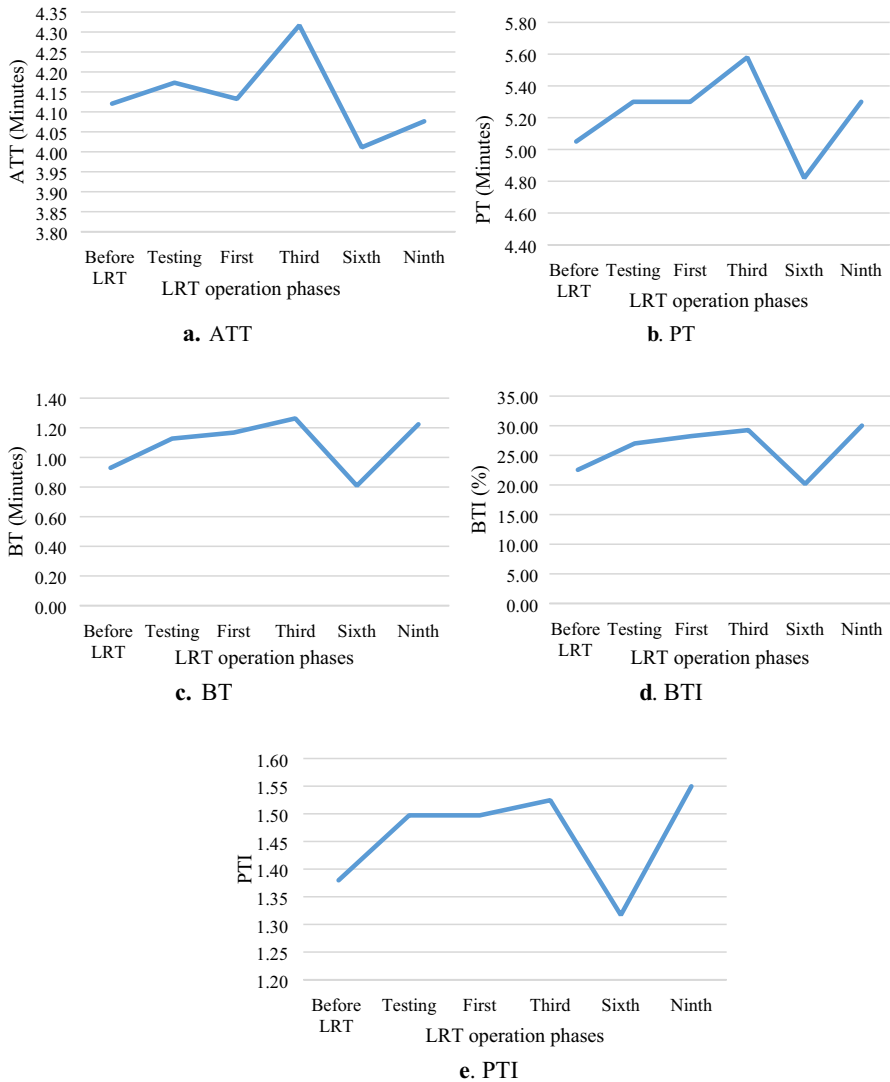 4.35
4.30
4.25
4.20
4.15
4.10
4.05
4.00
3.95
3.90
3.85
3.80
ATT (Minutes)
Before LRT Testing First Third Sixth Ninth
LRT operation phases
a. ATT
5.80
5.60
5.40
5.20
5.00
4.80
4.60
4.40
PT (Minutes)
Before LRT Testing First Third Sixth Ninth
LRT operation phases
b. PT
1.40
1.20
1.00
0.80
0.60
0.40
0.20
0.00
BT (Minutes)
Before LRT Testing First Third Sixth Ninth
LRT operation phases
c. BT
35.00
30.00
25.00
20.00
15.00
10.00
5.00
0.00
BTI (%)
Before LRT Testing First Third Sixth Ninth
LRT operation phases
d. BTI
1.60
1.55
1.50
1.45
1.40
1.35
1.30
1.25
1.20
PTI
Before LRT Testing First Third Sixth Ninth
LRT operation phases
e. PTI